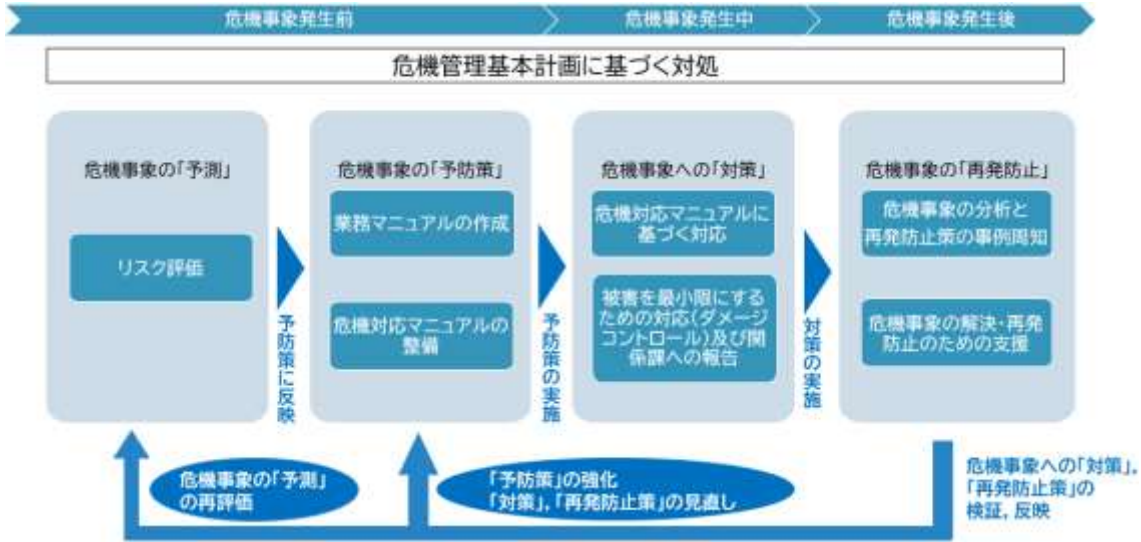 危機事象発生前
危機事象発生中
危機事象発生後
危機管理基本計画に基づく対処
危機事象の「予測」
リスク評価
予防策に反映
危機事象の「予防策」
業務マニュアルの作成
危機対応マニュアルの
整備
予防策の実施
危機事象への「対策」
危機対応マニュアルに
基づく対応
被害を最小限にする
ための対応(ダメージ
コントロール)及び関
係課への報告
対策の実施
危機事象の「再発防止」
危機事象の分析と
再発防止策の事例周知
危機事象の解決・再発
防止のための支援
危機事象の「予測」
の再評価
「予防策」の強化
「対策」,「再発防止策」の見直し
危機事象への「対策」,
「再発防止策」の
検証,反映